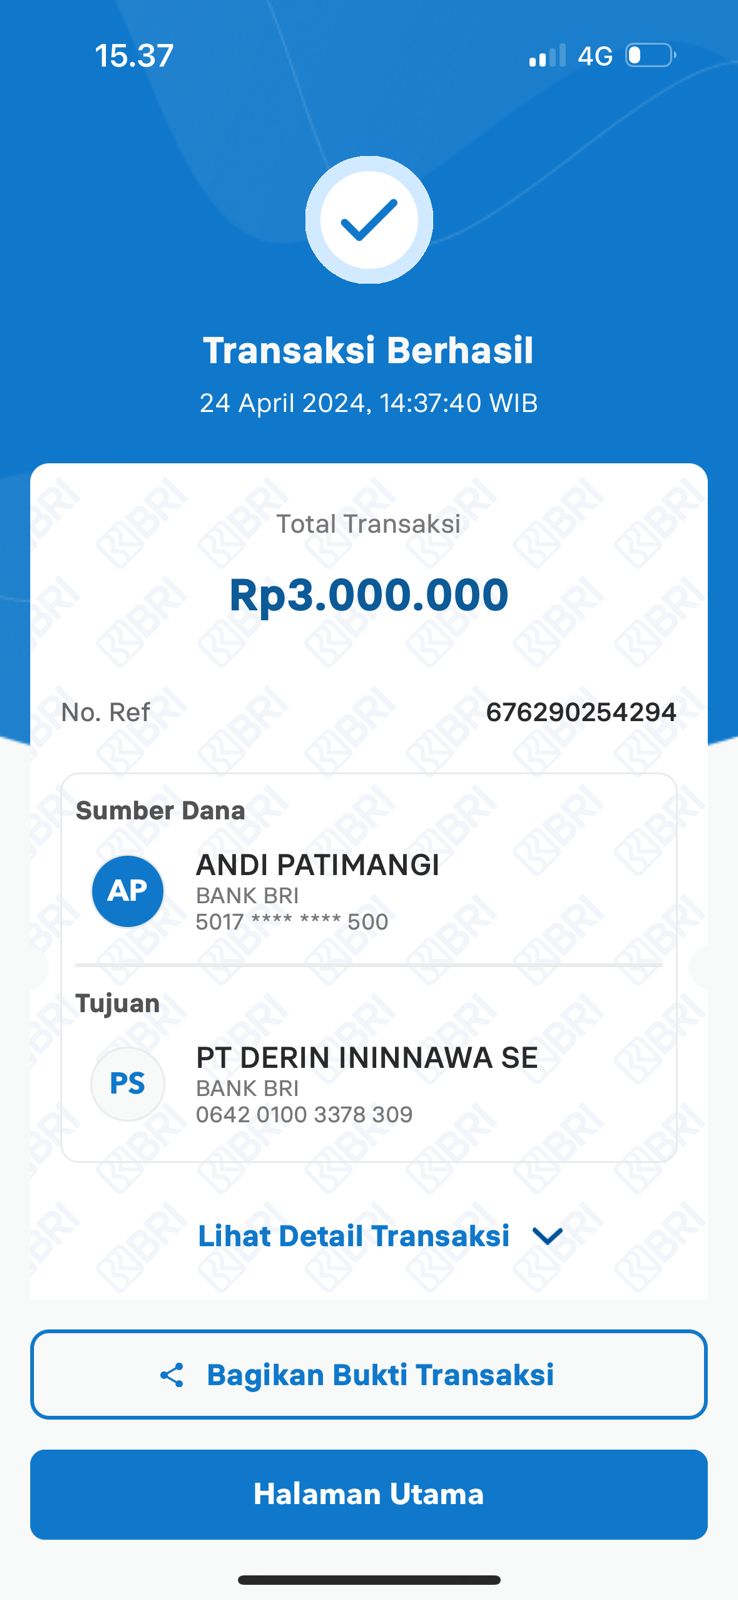 15.37
4G
Transaksi Berhasil
24 April 2024, 14:37:40 WIB
Total Transaksi
Rp3.000.000
No. Ref 676290254294
Sumber Dana
AP
ANDI PATIMANGI
BANK BRI
5017 **** **** 500
Tujuan
PS
PT DERIN ININNAWA SE
BANK BRI
0642 0100 3378 309
Lihat Detail Transaksi
Bagikan Bukti Transaksi
Halaman Utama